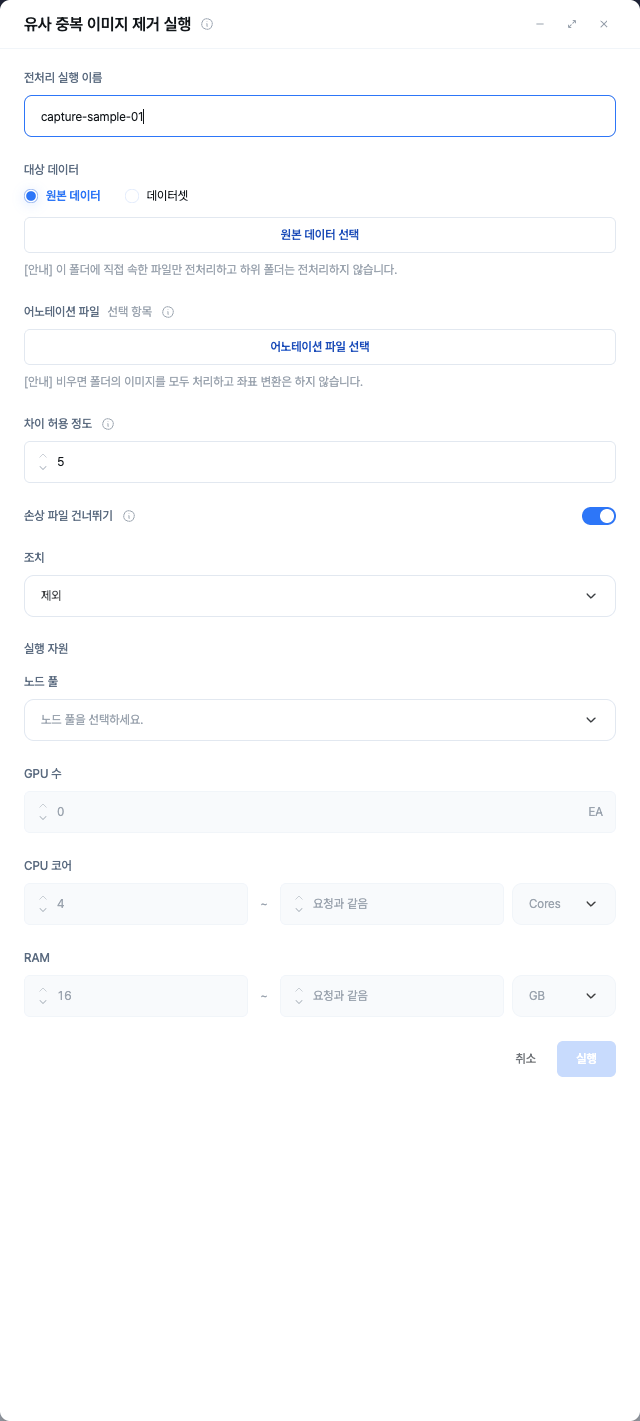 유사 중복 이미지 제거 실행
전처리 실행 이름
capture-sample-01
대상 데이터
원본 데이터 데이터셋
원본 데이터 선택
[안내] 이 폴더에 직접 속한 파일만 전처리하고 하위 폴더는 전처리하지 않습니다.
어노테이션 파일 선택 항목
어노테이션 파일 선택
[안내] 비우면 폴더의 이미지를 모두 처리하고 좌표 변환은 하지 않습니다.
차이 허용 정도
5
손상 파일 건너뛰기
조치
제외
실행 자원
노드 풀
노드 풀을 선택하세요.
GPU 수
0 EA
CPU 코어
4 ~ 요청과 같음 Cores
RAM
16 ~ 요청과 같음 GB
취소 실행